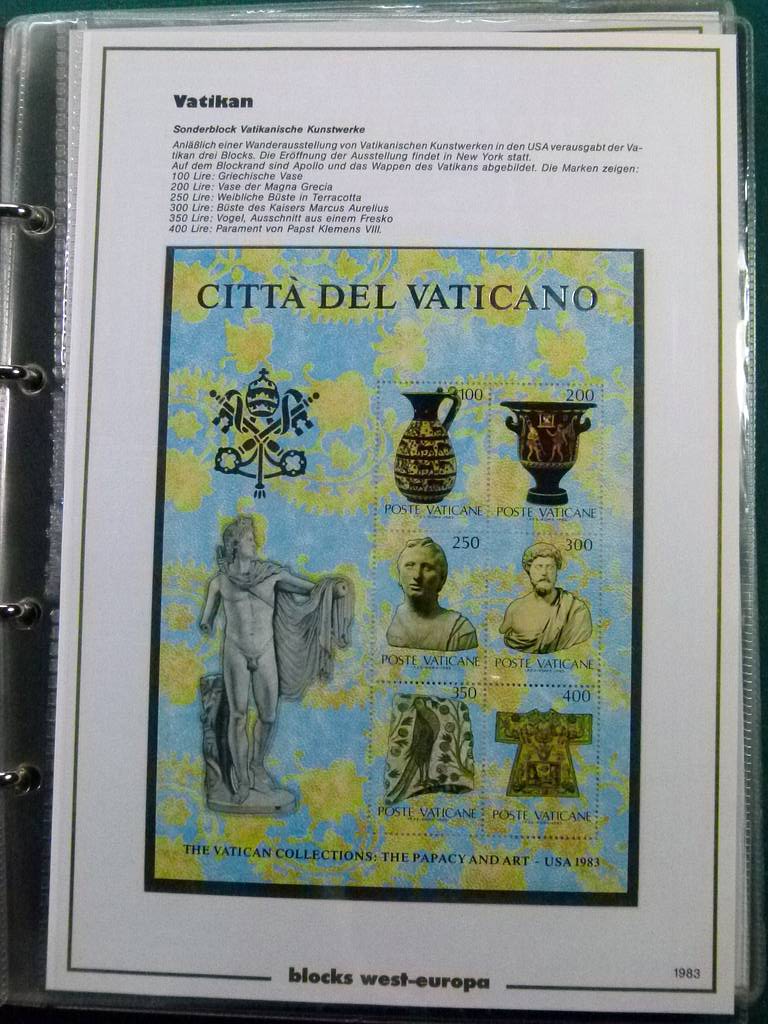 Vatikan
Sonderblock Vatikanische Kunstwerke
Anläßlich einer Wanderausstellung von Vatikanischen Kunstwerken in den USA verausgabt der Va-
tikan drei Blocks. Die Eröffnung der Ausstellung findet in New York statt.
Auf dem Blockrand sind Apollo und das Wappen des Vatikans abgebildet. Die Marken zeigen:
100 Lire: Griechische Vase
200 Lire: Vase der Magna Grecia
250 Lire: Weibliche Büste in Terracotta
300 Lire: Büste des Kaisers Marcus Aurelius
350 Lire: Vogel, Ausschnitt aus einem Fresko
400 Lire: Parament von Papst Klemens VIII.
CITTÀ DEL VATICANO
100
200
POSTE VATICANE
POSTE VATICANE
250
300
POSTE VATICANE
POSTE VATICANE
350
400
POSTE VATICANE
POSTE VATICANE
THE VATICAN COLLECTIONS: THE PAPACY AND ART - USA 1983
blocks west-europa
1983